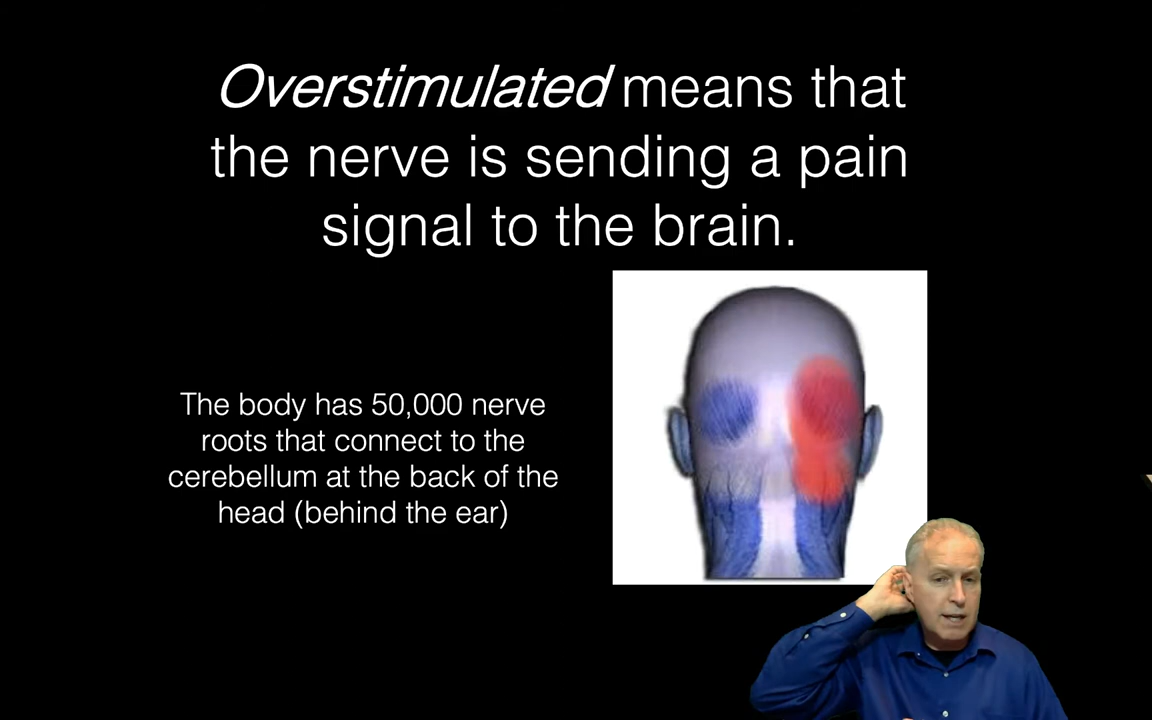 Overstimulated means that
the nerve is sending a pain
signal to the brain.
The body has 50,000 nerve
roots that connect to the
cerebellum at the back of the
head (behind the ear)